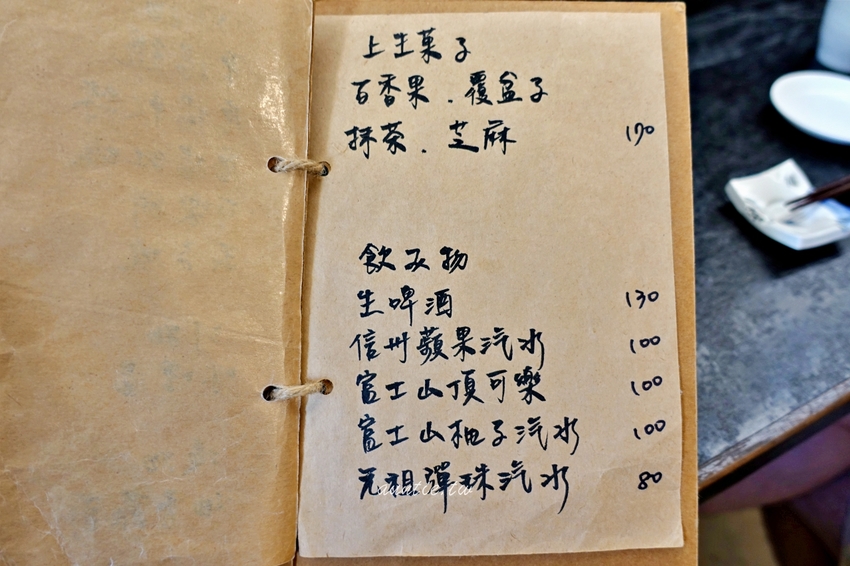 上生菓子
百香果．覆盆子
抹茶．芝麻 170
飲み物
生啤酒 130
信州蘋果汽水 100
富士山頂可樂 100
富士山柚子汽水 100
元祖彈珠汽水 80